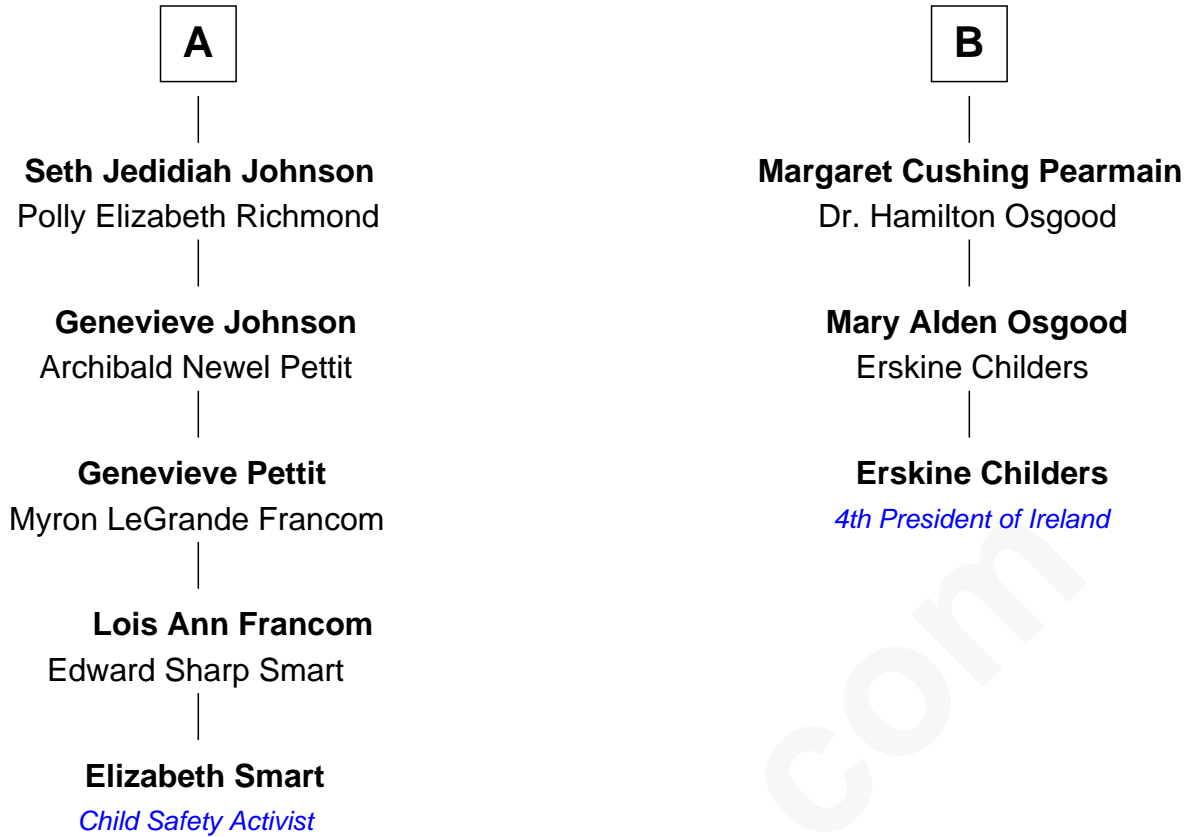 A
Seth Jedidiah Johnson
Polly Elizabeth Richmond
Genevieve Johnson
Archibald Newel Pettit
Genevieve Pettit
Myron LeGrande Francom
Lois Ann Francom
Edward Sharp Smart
Elizabeth Smart
Child Safety Activist
B
Margaret Cushing Pearmain
Dr. Hamilton Osgood
Mary Alden Osgood
Erskine Childers
Erskine Childers
4th President of Ireland
com